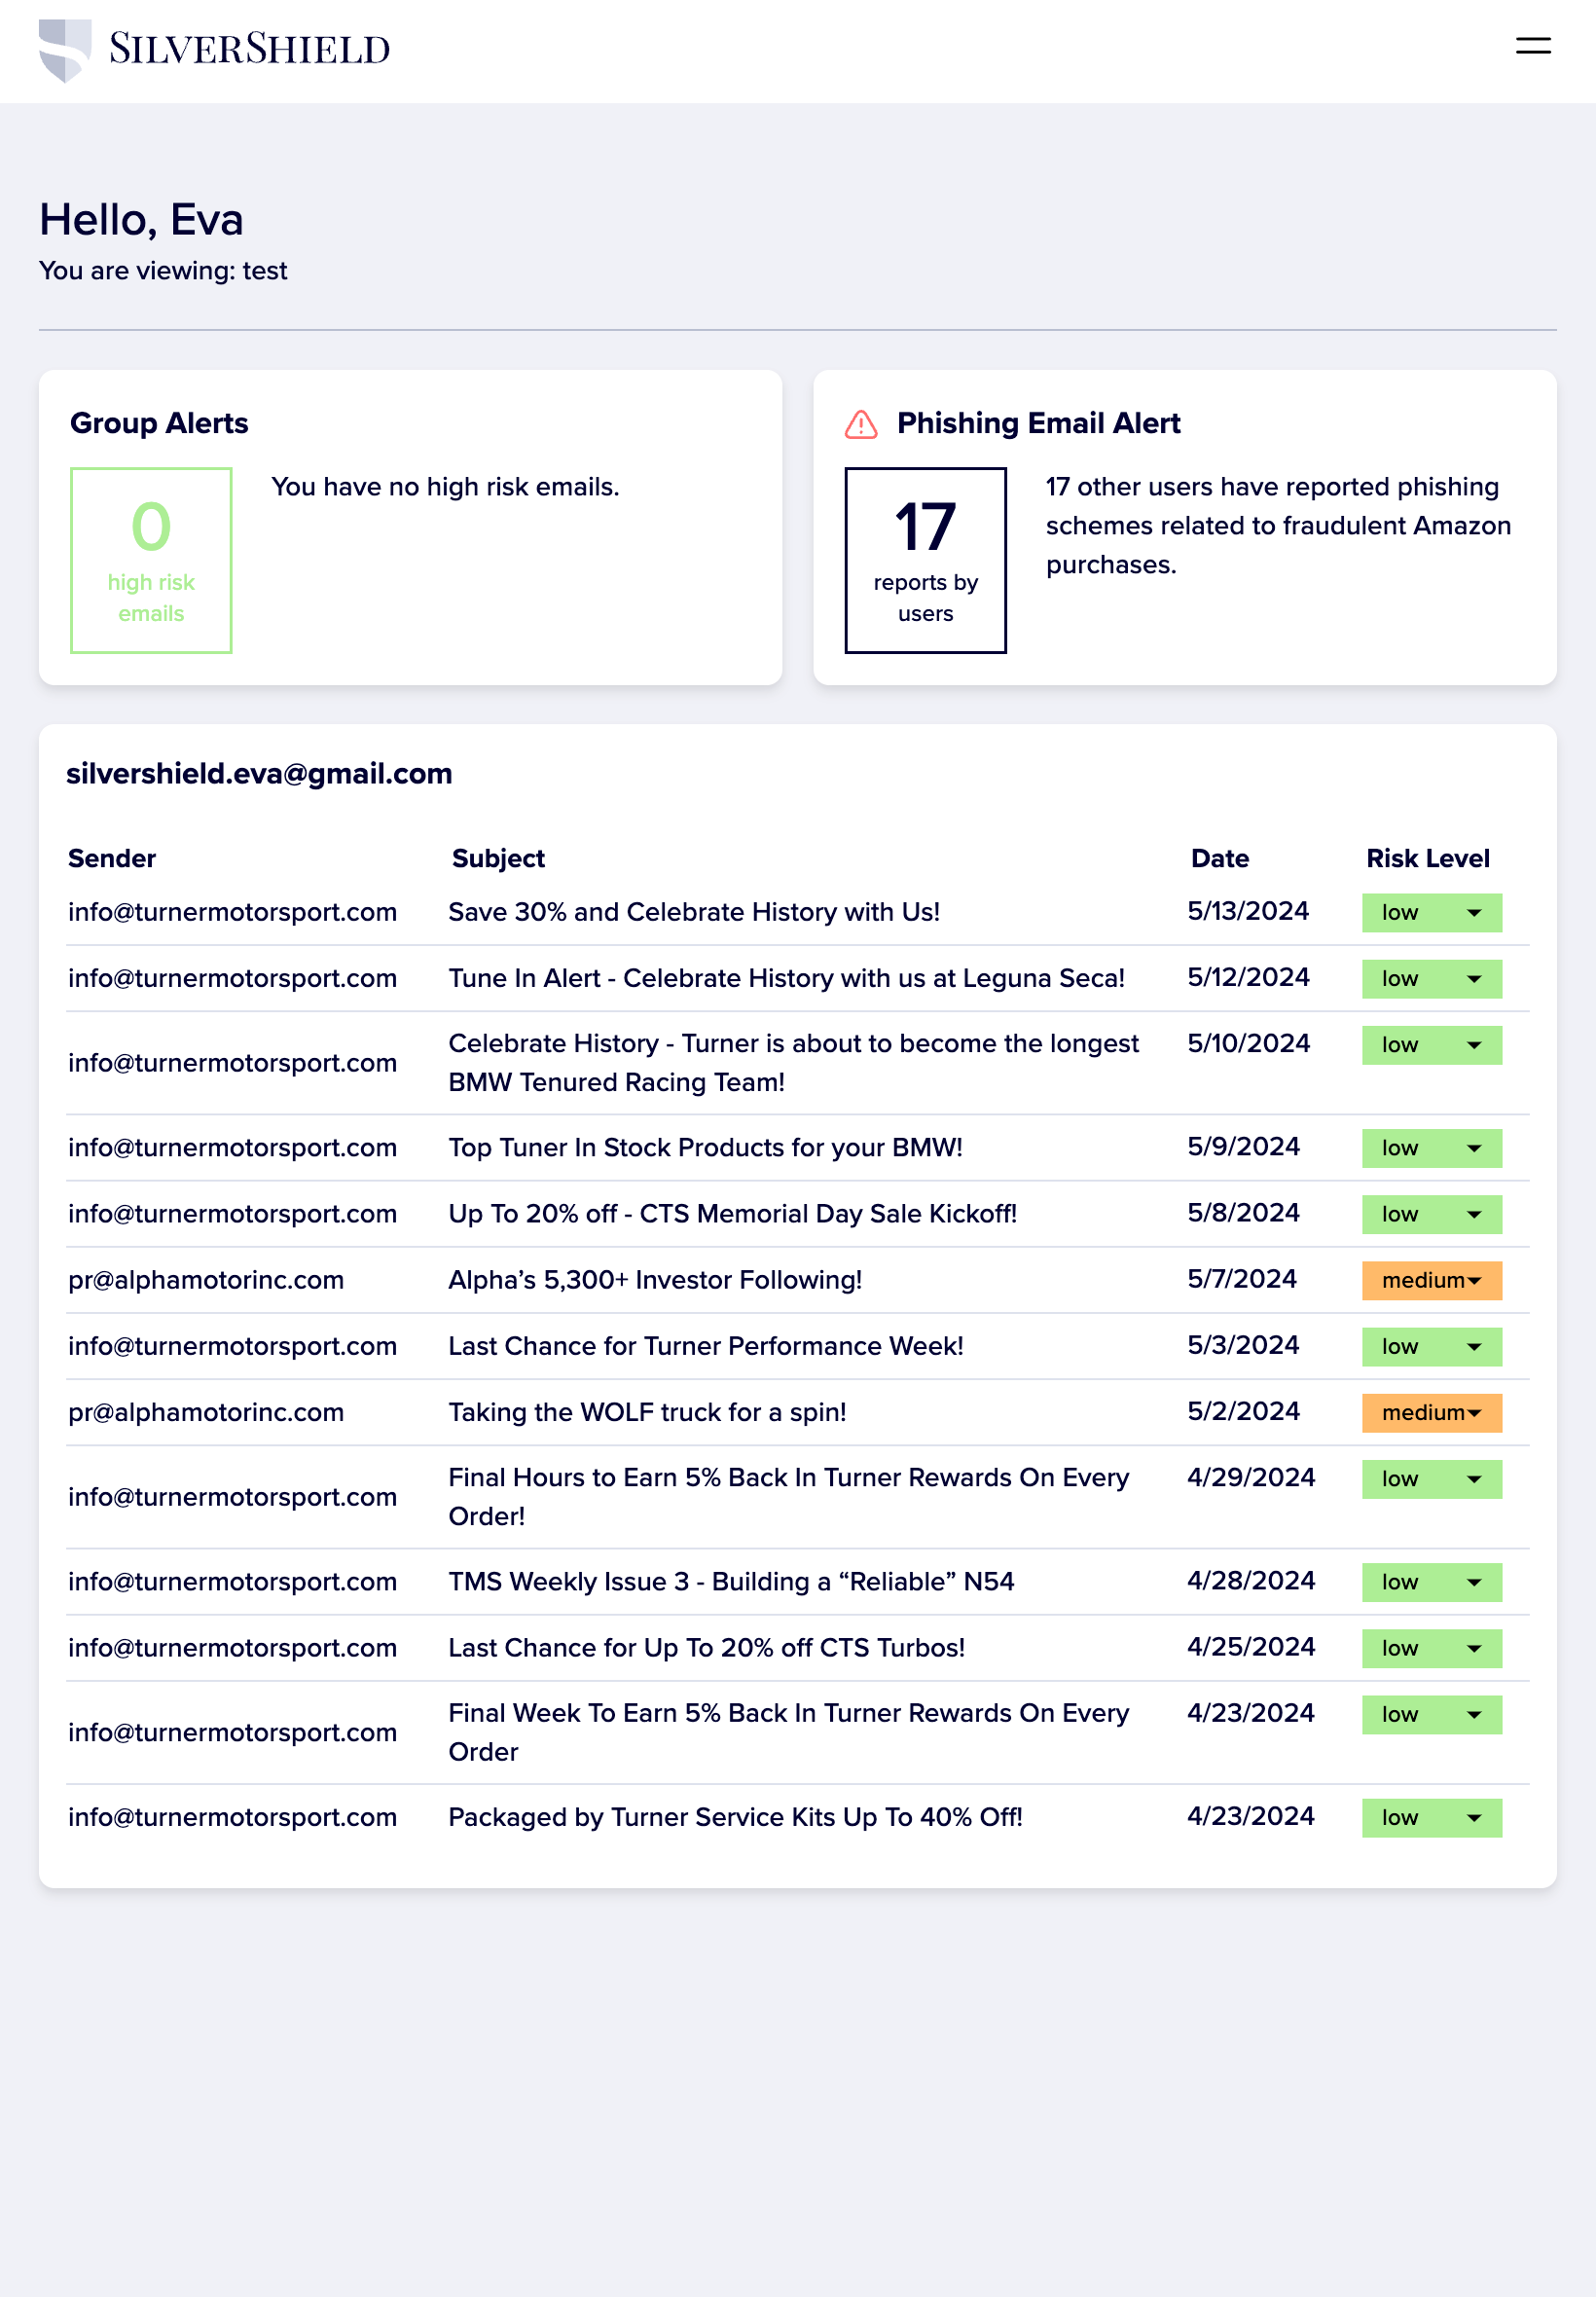 SILVERSHIELD
Hello, Eva
You are viewing: test
Group Alerts
0
high risk
emails
You have no high risk emails.
Phishing Email Alert
17
reports by
users
17 other users have reported phishing
schemes related to fraudulent Amazon
purchases.
silvershield.eva@gmail.com
Sender Subject Date Risk Level
info@turnermotorsport.com Save 30% and Celebrate History with Us! 5/13/2024 low
info@turnermotorsport.com Tune In Alert - Celebrate History with us at Leguna Seca! 5/12/2024 low
info@turnermotorsport.com Celebrate History - Turner is about to become the longest 5/10/2024 low
BMW Tenured Racing Team!
info@turnermotorsport.com Top Tuner In Stock Products for your BMW! 5/9/2024 low
info@turnermotorsport.com Up To 20% off - CTS Memorial Day Sale Kickoff! 5/8/2024 low
pr@alphamotorinc.com Alpha’s 5,300+ Investor Following! 5/7/2024 medium
info@turnermotorsport.com Last Chance for Turner Performance Week! 5/3/2024 low
pr@alphamotorinc.com Taking the WOLF truck for a spin! 5/2/2024 medium
info@turnermotorsport.com Final Hours to Earn 5% Back In Turner Rewards On Every 4/29/2024 low
Order!
info@turnermotorsport.com TMS Weekly Issue 3 - Building a “Reliable” N54 4/28/2024 low
info@turnermotorsport.com Last Chance for Up To 20% off CTS Turbos! 4/25/2024 low
info@turnermotorsport.com Final Week To Earn 5% Back In Turner Rewards On Every 4/23/2024 low
Order
info@turnermotorsport.com Packaged by Turner Service Kits Up To 40% Off! 4/23/2024 low